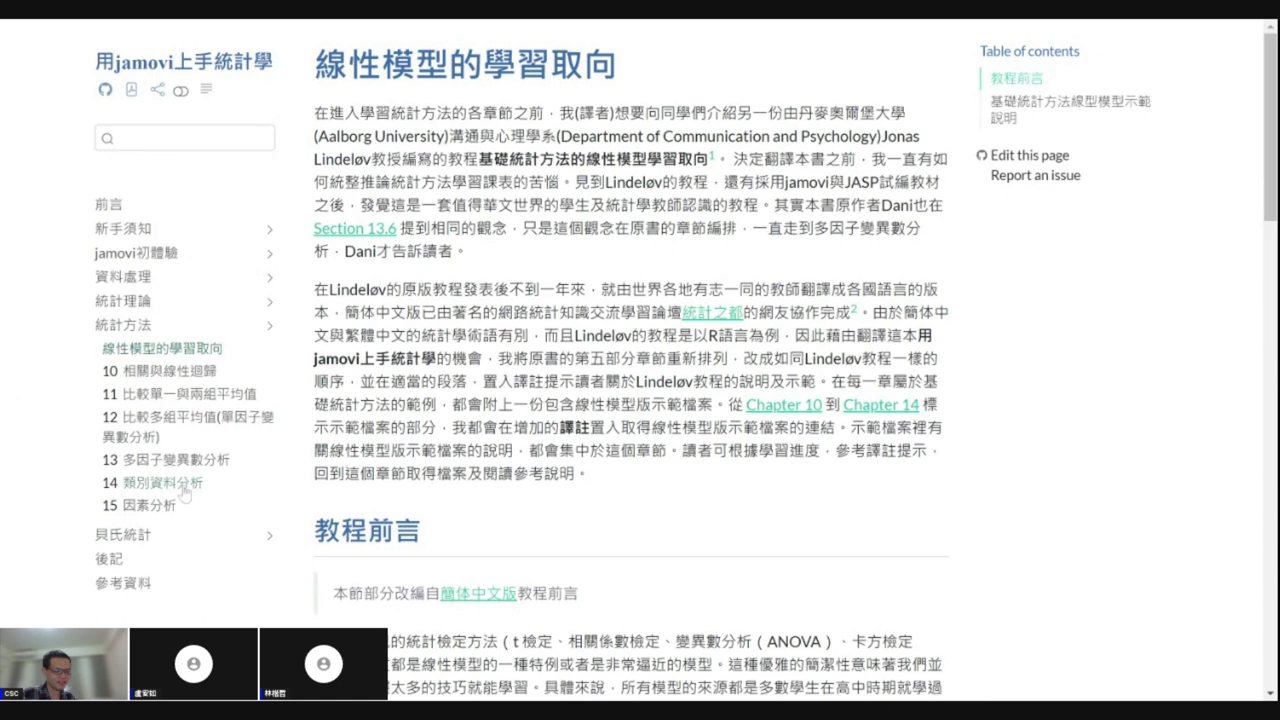 用jamovi上手統計學
前言
新手須知
jamovi初體驗
資料處理
統計理論
統計方法
線性模型的學習取向
10 相關與線性迴歸
11 比較單一與兩組平均值
12 比較多組平均值(單因子變
異數分析)
13 多因子變異數分析
14 類別資料分析
15 因素分析
貝氏統計
後記
參考資料
線性模型的學習取向
在進入學習統計方法的各章節之前，我(譯者)想要向同學們介紹另一份由丹麥奧爾堡大學
(Aalborg University)溝通與心理學系(Department of Communication and Psychology)Jonas
Lindeløv教授編寫的教程基礎統計方法的線性模型學習取向1。決定翻譯本書之前，我一直有如
何統整推論統計方法學習課表的苦惱。見到Lindeløv的教程，還有採用jamovi與JASP試編教材
之後，發覺這是一套值得華文世界的學生及統計學教師認識的教程。其實本書原作者Dani也在
Section 13.6 提到相同的觀念，只是這個觀念在原書的章節編排，一直走到多因子變異數分
析，Dani才告訴讀者。
在Lindeløv的原版教程發表後不到一年來，就由世界各地有志一同的教師翻譯成各國語言的版
本，簡体中文版已由著名的網路統計知識交流學習論壇統計之都的網友協作完成2。由於簡体中
文與繁體中文的統計學術語有別，而且Lindeløv的教程是以R語言為例，因此藉由翻譯這本用
jamovi上手統計學的機會，我將原書的第五部分章節重新排列，改成如同Lindeløv教程一樣的
順序，並在適當的段落，置入譯註提示讀者關於Lindeløv教程的說明及示範。在每一章屬於基
礎統計方法的範例，都會附上一份包含線性模型版示範檔案。從 Chapter 10 到 Chapter 14 標
示示範檔案的部分，我都會在增加的譯註置入取得線性模型版示範檔案的連結。示範檔案裡有
關線性模型版示範檔案的說明，都會集中於這個章節。讀者可根據學習進度，參考譯註提示，
回到這個章節取得檔案及閱讀參考說明。
教程前言
本節部分改編自簡体中文版教程前言
的統計檢定方法（t 檢定、相關係數檢定、變異數分析（ANOVA）、卡方檢定
都是線性模型的一種特例或者是非常逼近的模型。這種優雅的簡潔性意味著我們並
太多的技巧就能學習。具體來說，所有模型的來源都是多數學生在高中時期就學過
Table of contents
教程前言
基礎統計方法線型模型示範
說明
Edit this page
Report an issue
CSC
盧安如